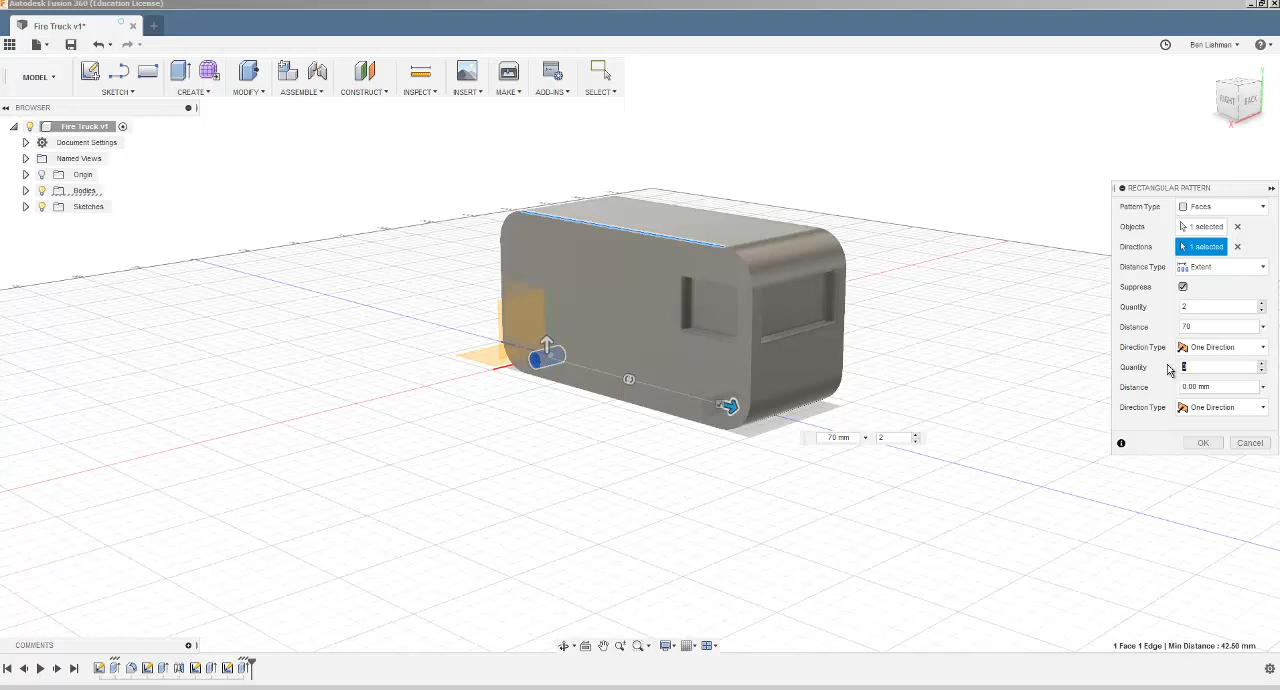 Autodesk Fusion 360 (Education License)
Fire Truck v1*
Ben Lishman
MODEL
SKETCH
CREATE
MODIFY
ASSEMBLE
CONSTRUCT
INSPECT
INSERT
MAKE
ADD-INS
SELECT
BROWSER
Fire Truck v1
Document Settings
Named Views
Origin
Bodies
Sketches
RIGHT
BACK
Y
X
RECTANGULAR PATTERN
Pattern Type Faces
Objects 1 selected
Directions 1 selected
Distance Type Extent
Suppress
Quantity 2
Distance 70
Direction Type One Direction
Quantity
Distance 0.00 mm
Direction Type One Direction
OK Cancel
70 mm 2
COMMENTS
1 Face 1 Edge | Min Distance : 42.50 mm